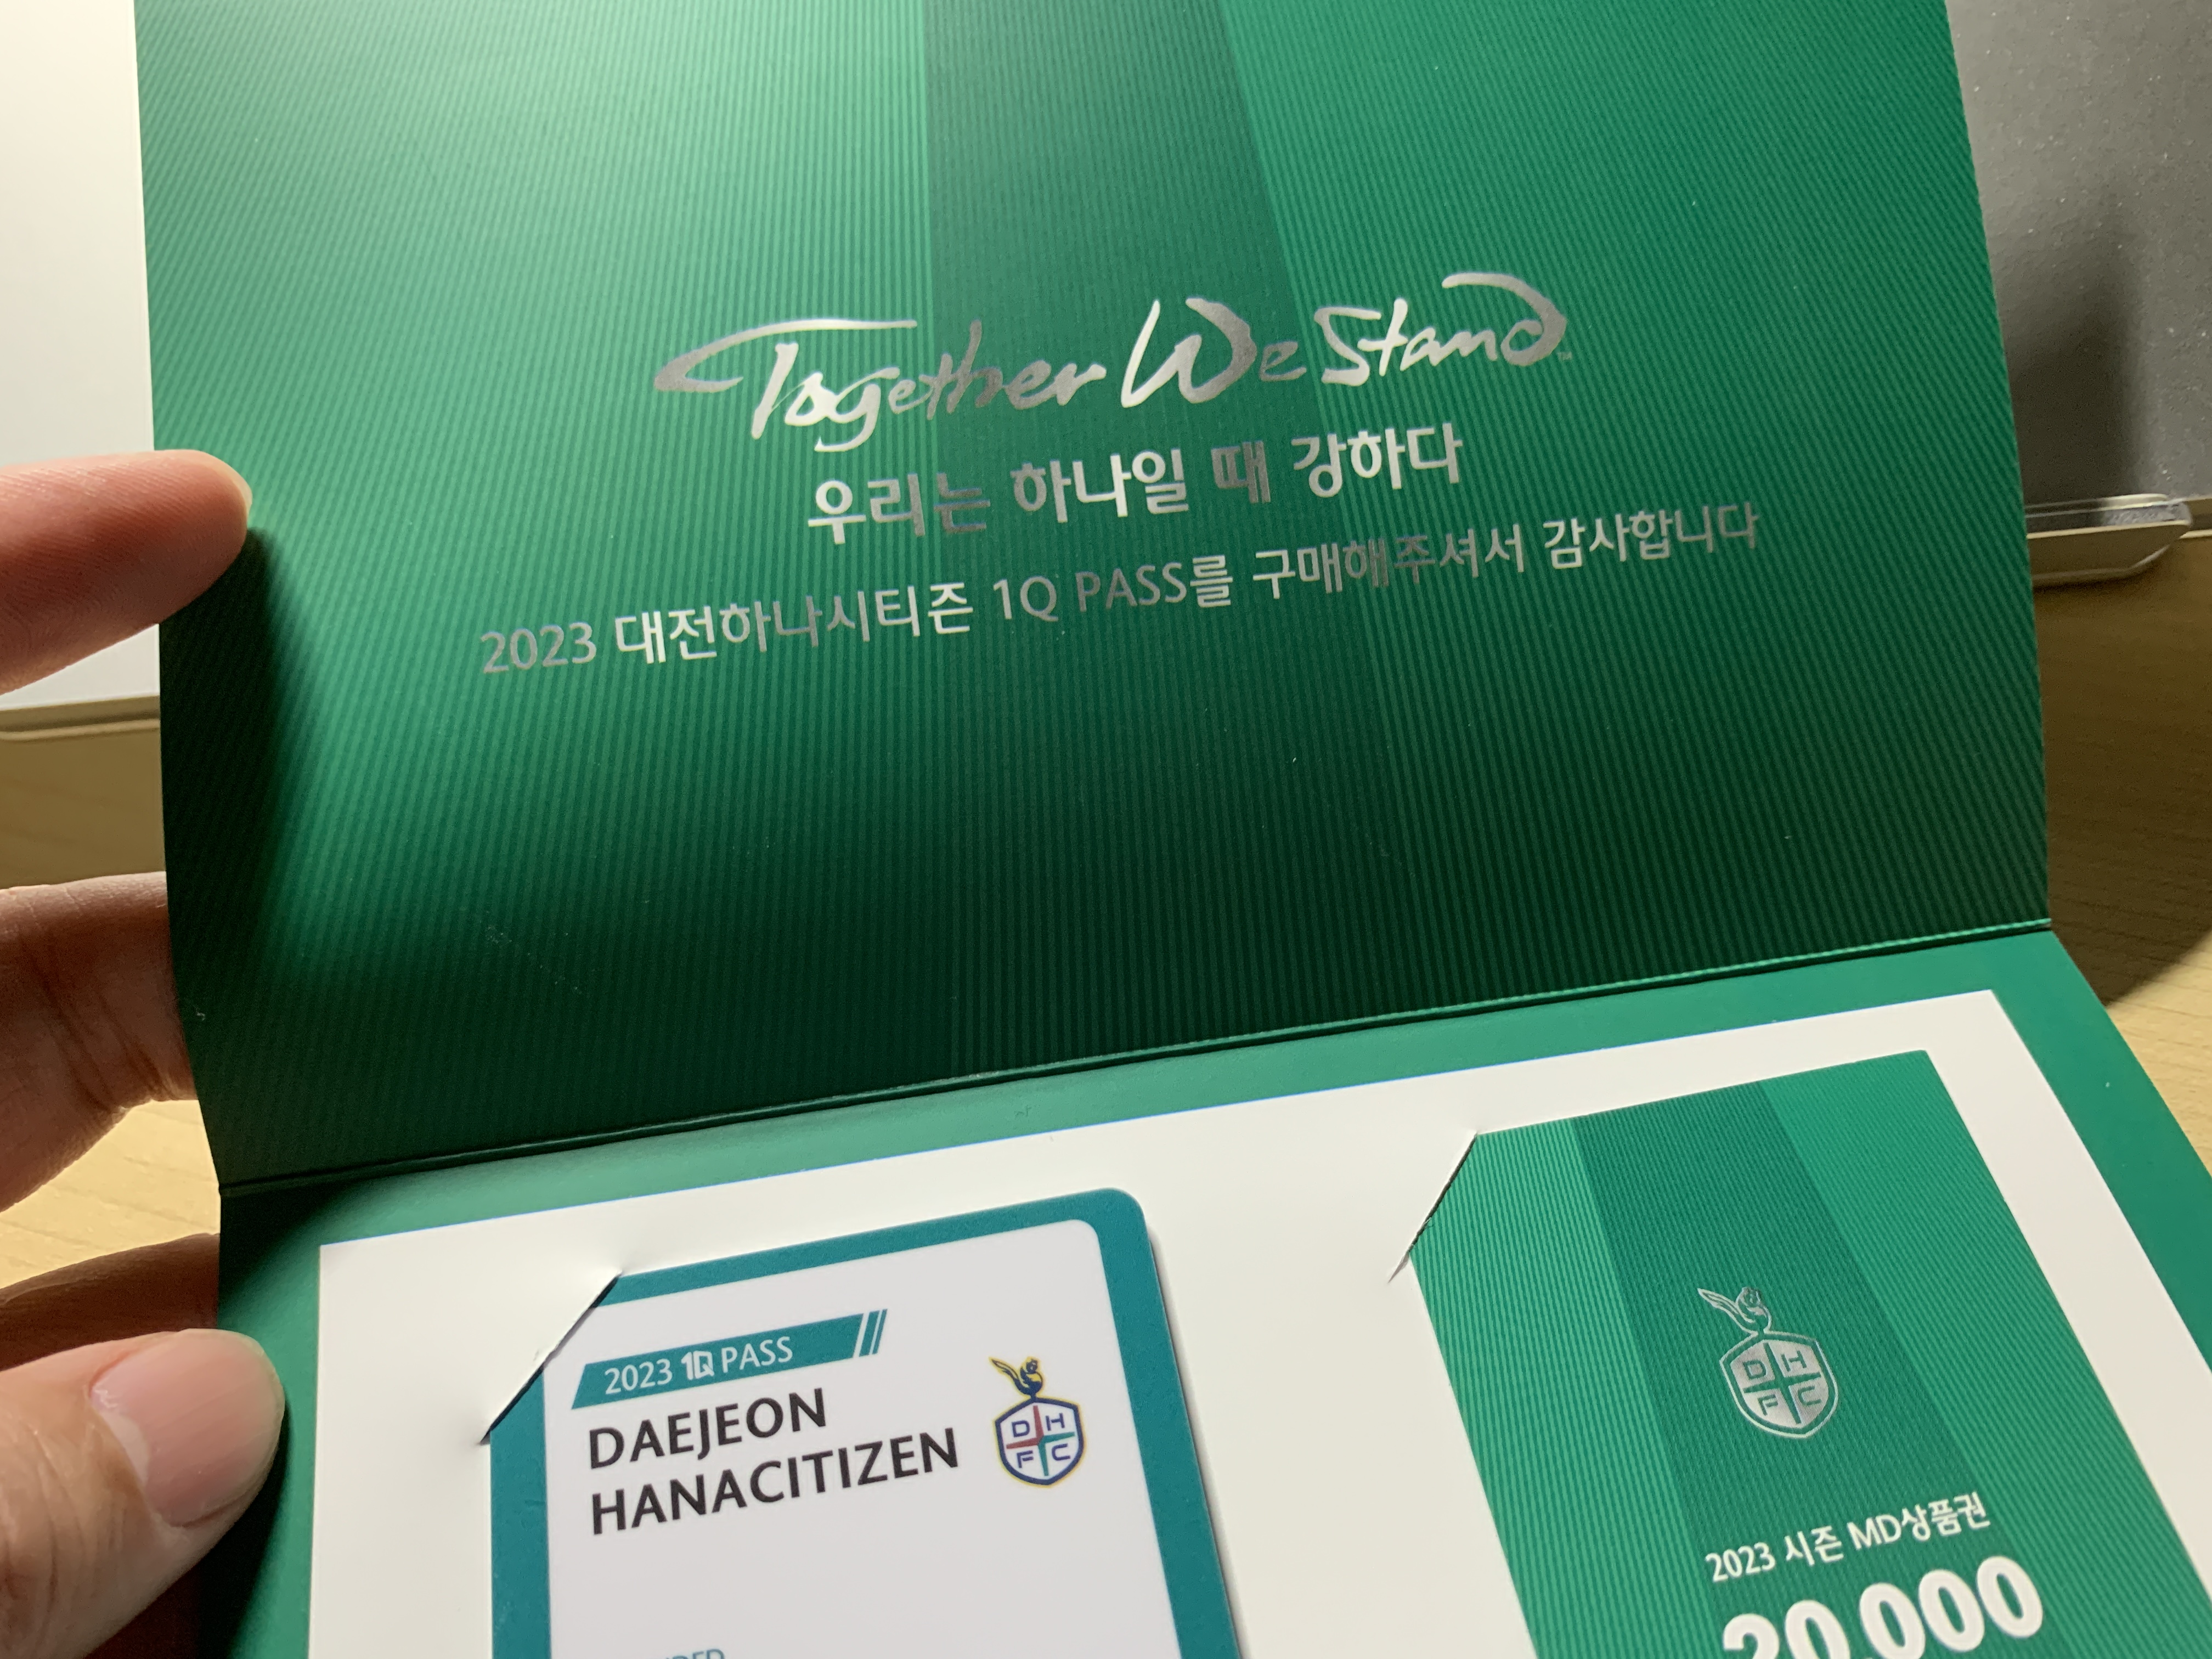 Together We Stand
우리는 하나일 때 강하다
2023 대전하나시티즌 1Q PASS를 구매해주셔서 감사합니다
2023 1Q PASS
DAEJEON
HANACITIZEN
D H
F C
D H
F C
2023 시즌 MD상품권
20,000